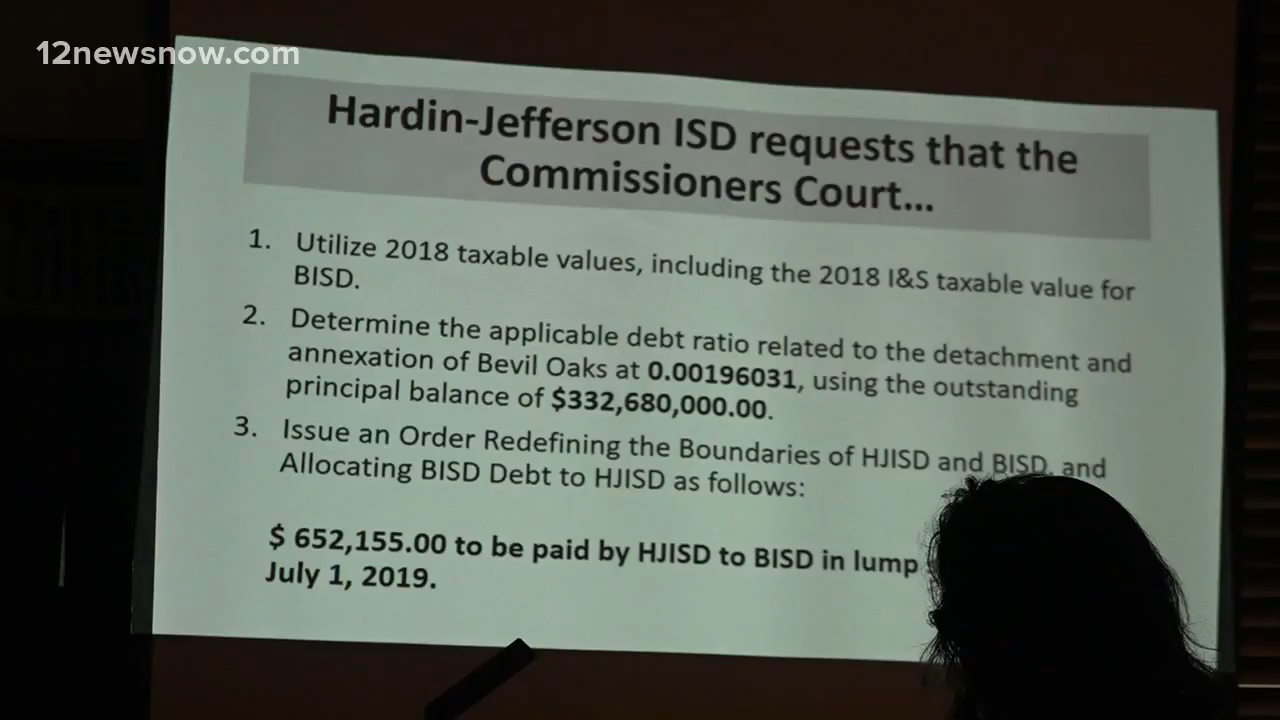 12newsnow.com
Hardin-Jefferson ISD requests that the
Commissioners Court...
1. Utilize 2018 taxable values, including the 2018 I&S taxable value for
BISD.
2. Determine the applicable debt ratio related to the detachment and
annexation of Bevil Oaks at 0.00196031, using the outstanding
principal balance of $332,680,000.00.
3. Issue an Order Redefining the Boundaries of HJISD and BISD, and
Allocating BISD Debt to HJISD as follows:
$ 652,155.00 to be paid by HJISD to BISD in lump
July 1, 2019.